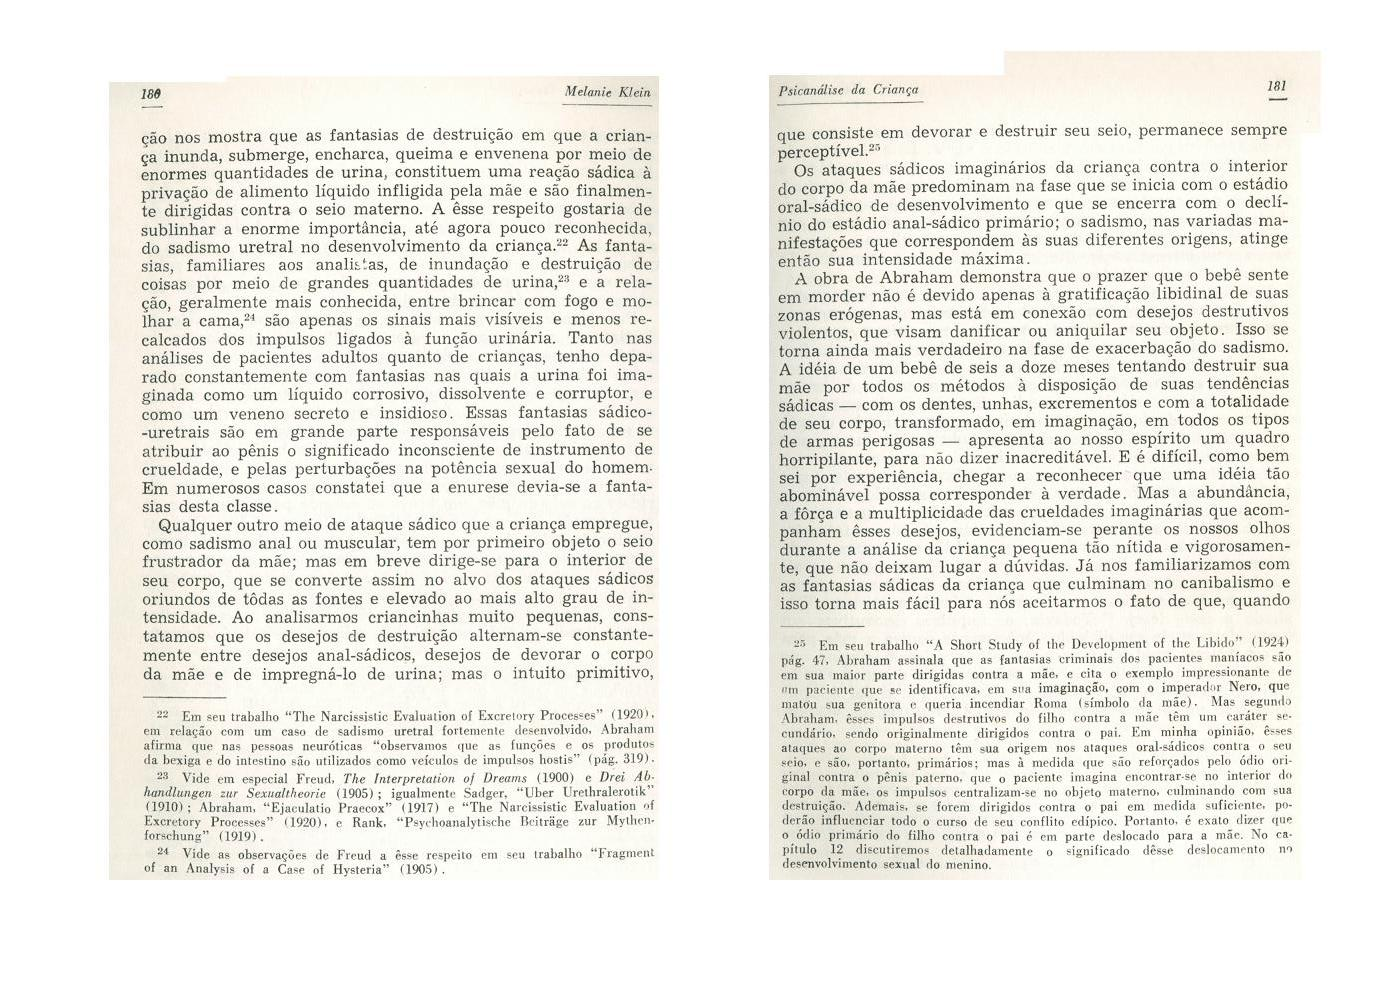 180
Melanie Klein
ção nos mostra que as fantasias de destruição em que a crian-
ça inunda, submerge, encharca, queima e envenena por meio de
enormes quantidades de urina, constituem uma reação sádica à
privação de alimento líquido infligida pela mãe e são finalmen-
te dirigidas contra o seio materno. A êsse respeito gostaria de
sublinhar a enorme importância, até agora pouco reconhecida,
do sadismo uretral no desenvolvimento da criança.²² As fanta-
sias, familiares aos analistas, de inundação e destruição de
coisas por meio de grandes quantidades de urina,²³ e a rela-
ção, geralmente mais conhecida, entre brincar com fogo e mo-
lhar a cama,²⁴ são apenas os sinais mais visíveis e menos re-
calcados dos impulsos ligados à função urinária. Tanto nas
análises de pacientes adultos quanto de crianças, tenho depa-
rado constantemente com fantasias nas quais a urina foi ima-
ginada como um líquido corrosivo, dissolvente e corruptor, e
como um veneno secreto e insidioso. Essas fantasias sádico-
-uretrais são em grande parte responsáveis pelo fato de se
atribuir ao pênis o significado inconsciente de instrumento de
crueldade, e pelas perturbações na potência sexual do homem.
Em numerosos casos constatei que a enurese devia-se a fanta-
sias desta classe.
Qualquer outro meio de ataque sádico que a criança empregue,
como sadismo anal ou muscular, tem por primeiro objeto o seio
frustrador da mãe; mas em breve dirige-se para o interior de
seu corpo, que se converte assim no alvo dos ataques sádicos
oriundos de tôdas as fontes e elevado ao mais alto grau de in-
tensidade. Ao analisarmos criancinhas muito pequenas, cons-
tatamos que os desejos de destruição alternam-se constante-
mente entre desejos anal-sádicos, desejos de devorar o corpo
da mãe e de impregná-lo de urina; mas o intuito primitivo,
22 Em seu trabalho "The Narcissistic Evaluation of Excretory Processes" (1920),
em relação com um caso de sadismo uretral fortemente desenvolvido, Abraham
afirma que nas pessoas neuróticas "observamos que as funções e os produtos
da bexiga e do intestino são utilizados como veículos de impulsos hostis" (pág. 319).
23 Vide em especial Freud, The Interpretation of Dreams (1900) e Drei Ab-
handlungen zur Sexualtheorie (1905); igualmente Sadger, "Uber Urethralerotik"
(1910); Abraham, "Ejaculatio Praecox" (1917) e "The Narcissistic Evaluation of
Excretory Processes" (1920), e Rank, "Psychoanalytische Beiträge zur Mythen-
forschung" (1919).
24 Vide as observações de Freud a êsse respeito em seu trabalho "Fragment
of an Analysis of a Case of Hysteria" (1905).
Psicanálise da Criança
181
que consiste em devorar e destruir seu seio, permanece sempre
perceptível.²⁵
Os ataques sádicos imaginários da criança contra o interior
do corpo da mãe predominam na fase que se inicia com o estádio
oral-sádico de desenvolvimento e que se encerra com o declí-
nio do estádio anal-sádico primário; o sadismo, nas variadas ma-
nifestações que correspondem às suas diferentes origens, atinge
então sua intensidade máxima.
A obra de Abraham demonstra que o prazer que o bebê sente
em morder não é devido apenas à gratificação libidinal de suas
zonas erógenas, mas está em conexão com desejos destrutivos
violentos, que visam danificar ou aniquilar seu objeto. Isso se
torna ainda mais verdadeiro na fase de exacerbação do sadismo.
A idéia de um bebê de seis a doze meses tentando destruir sua
mãe por todos os métodos à disposição de suas tendências
sádicas — com os dentes, unhas, excrementos e com a totalidade
de seu corpo, transformado, em imaginação, em todos os tipos
de armas perigosas — apresenta ao nosso espírito um quadro
horripilante, para não dizer inacreditável. E é difícil, como bem
sei por experiência, chegar a reconhecer que uma idéia tão
abominável possa corresponder à verdade. Mas a abundância,
a fôrça e a multiplicidade das crueldades imaginárias que acom-
panham êsses desejos, evidenciam-se perante os nossos olhos
durante a análise da criança pequena tão nítida e vigorosamen-
te, que não deixam lugar a dúvidas. Já nos familiarizamos com
as fantasias sádicas da criança que culminam no canibalismo e
isso torna mais fácil para nós aceitarmos o fato de que, quando
25 Em seu trabalho "A Short Study of the Development of the Libido" (1924)
pág. 47, Abraham assinala que as fantasias criminais dos pacientes maníacos são
em sua maior parte dirigidas contra a mãe, e cita o exemplo impressionante de
um paciente que se identificava, em sua imaginação, com o imperador Nero, que
matou sua genitora e queria incendiar Roma (símbolo da mãe). Mas segundo
Abraham, êsses impulsos destrutivos do filho contra a mãe têm um caráter se-
cundário, sendo originalmente dirigidos contra o pai. Em minha opinião, êsses
ataques ao corpo materno têm sua origem nos ataques oral-sádicos contra o seu
seio, e são, portanto, primários; mas à medida que são reforçados pelo ódio ori-
ginal contra o pênis paterno, que o paciente imagina encontrar-se no interior do
corpo da mãe, os impulsos centralizam-se no objeto materno, culminando com sua
destruição. Ademais, se forem dirigidos contra o pai em medida suficiente, po-
derão influenciar todo o curso de seu conflito edípico. Portanto, é exato dizer que
o ódio primário do filho contra o pai é em parte deslocado para a mãe. No ca-
pítulo 12 discutiremos detalhadamente o significado dêsse deslocamento no
desenvolvimento sexual do menino.